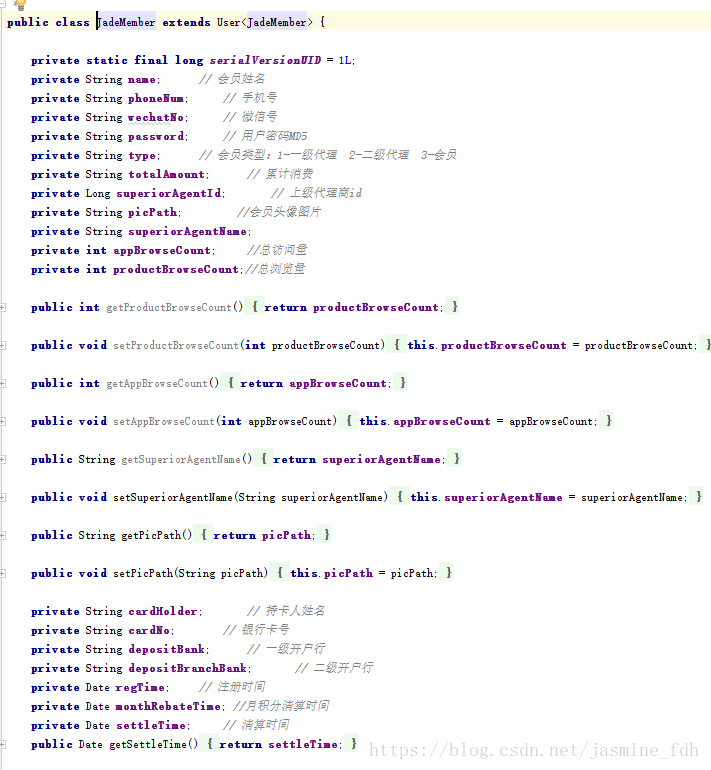 public class JadeMember extends User<JadeMember> {
private static final long serialVersionUID = 1L;
private String name; // 会员姓名
private String phoneNum; // 手机号
private String wechatNo; // 微信号
private String password; // 用户密码MD5
private String type; // 会员类型：1-一级代理 2-二级代理 3-会员
private String totalAmount; // 累计消费
private Long superiorAgentId; // 上级代理商id
private String picPath; //会员头像图片
private String superiorAgentName;
private int appBrowseCount; //总访问量
private int productBrowseCount;//总浏览量
public int getProductBrowseCount() { return productBrowseCount; }
public void setProductBrowseCount(int productBrowseCount) { this.productBrowseCount = productBrowseCount; }
public int getAppBrowseCount() { return appBrowseCount; }
public void setAppBrowseCount(int appBrowseCount) { this.appBrowseCount = appBrowseCount; }
public String getSuperiorAgentName() { return superiorAgentName; }
public void setSuperiorAgentName(String superiorAgentName) { this.superiorAgentName = superiorAgentName; }
public String getPicPath() { return picPath; }
public void setPicPath(String picPath) { this.picPath = picPath; }
private String cardHolder; // 持卡人姓名
private String cardNo; // 银行卡号
private String depositBank; // 一级开户行
private String depositBranchBank; // 二级开户行
private Date regTime; // 注册时间
private Date monthRebateTime; //月积分清算时间
private Date settleTime; // 清算时间
public Date getSettleTime() { return settleTime; }
https://blog.csdn.net/jasmine_fdh